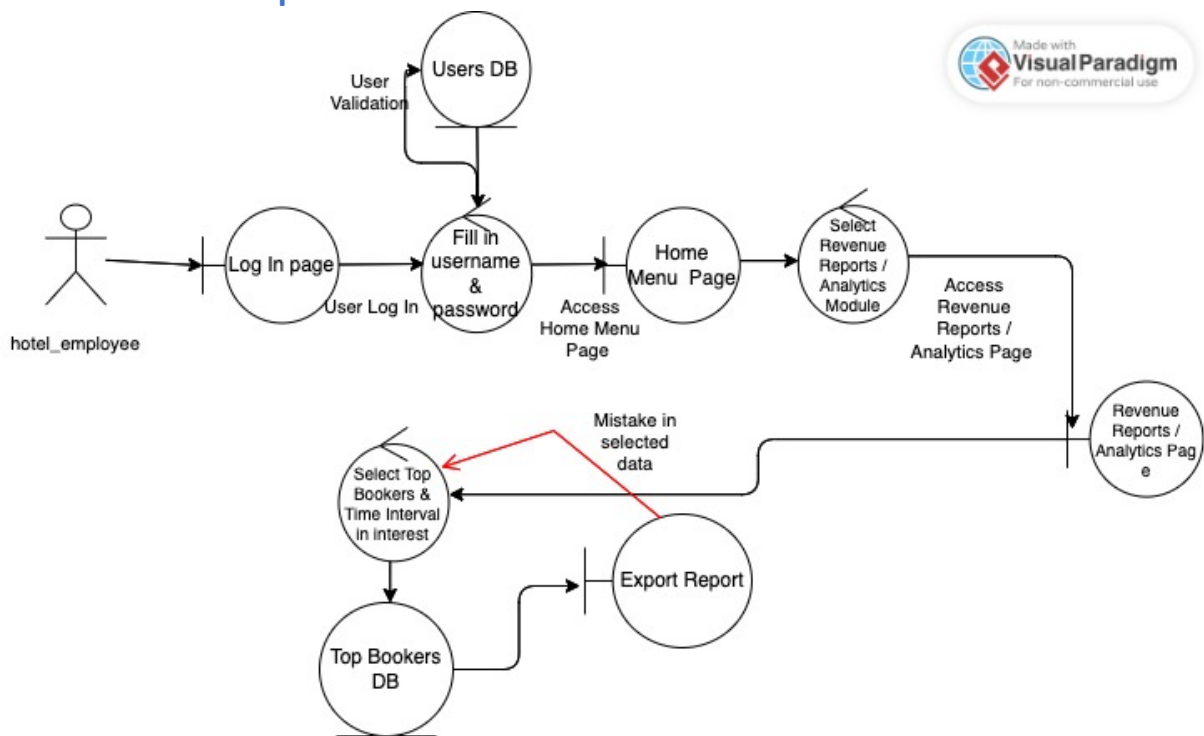 Made with
Visual Paradigm
For non-commercial use
Users DB
User
Validation
hotel_employee
Log In page
User Log In
Fill in
username
&
password
Access
Home Menu
Page
Home
Menu Page
Select
Revenue
Reports /
Analytics
Module
Access
Revenue
Reports /
Analytics Page
Revenue
Reports /
Analytics Pag
e
Mistake in
selected
data
Select Top
Bookers &
Time Interval
in interest
Export Report
Top Bookers
DB